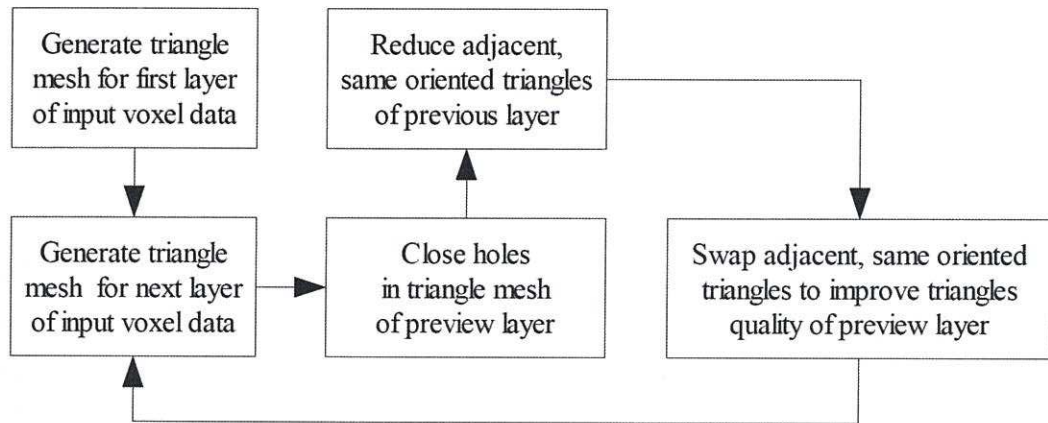 Generate triangle
mesh for first layer
of input voxel data
Reduce adjacent,
same oriented triangles
of previous layer
Generate triangle
mesh for next layer
of input voxel data
Close holes
in triangle mesh
of preview layer
Swap adjacent, same oriented
triangles to improve triangles
quality of preview layer